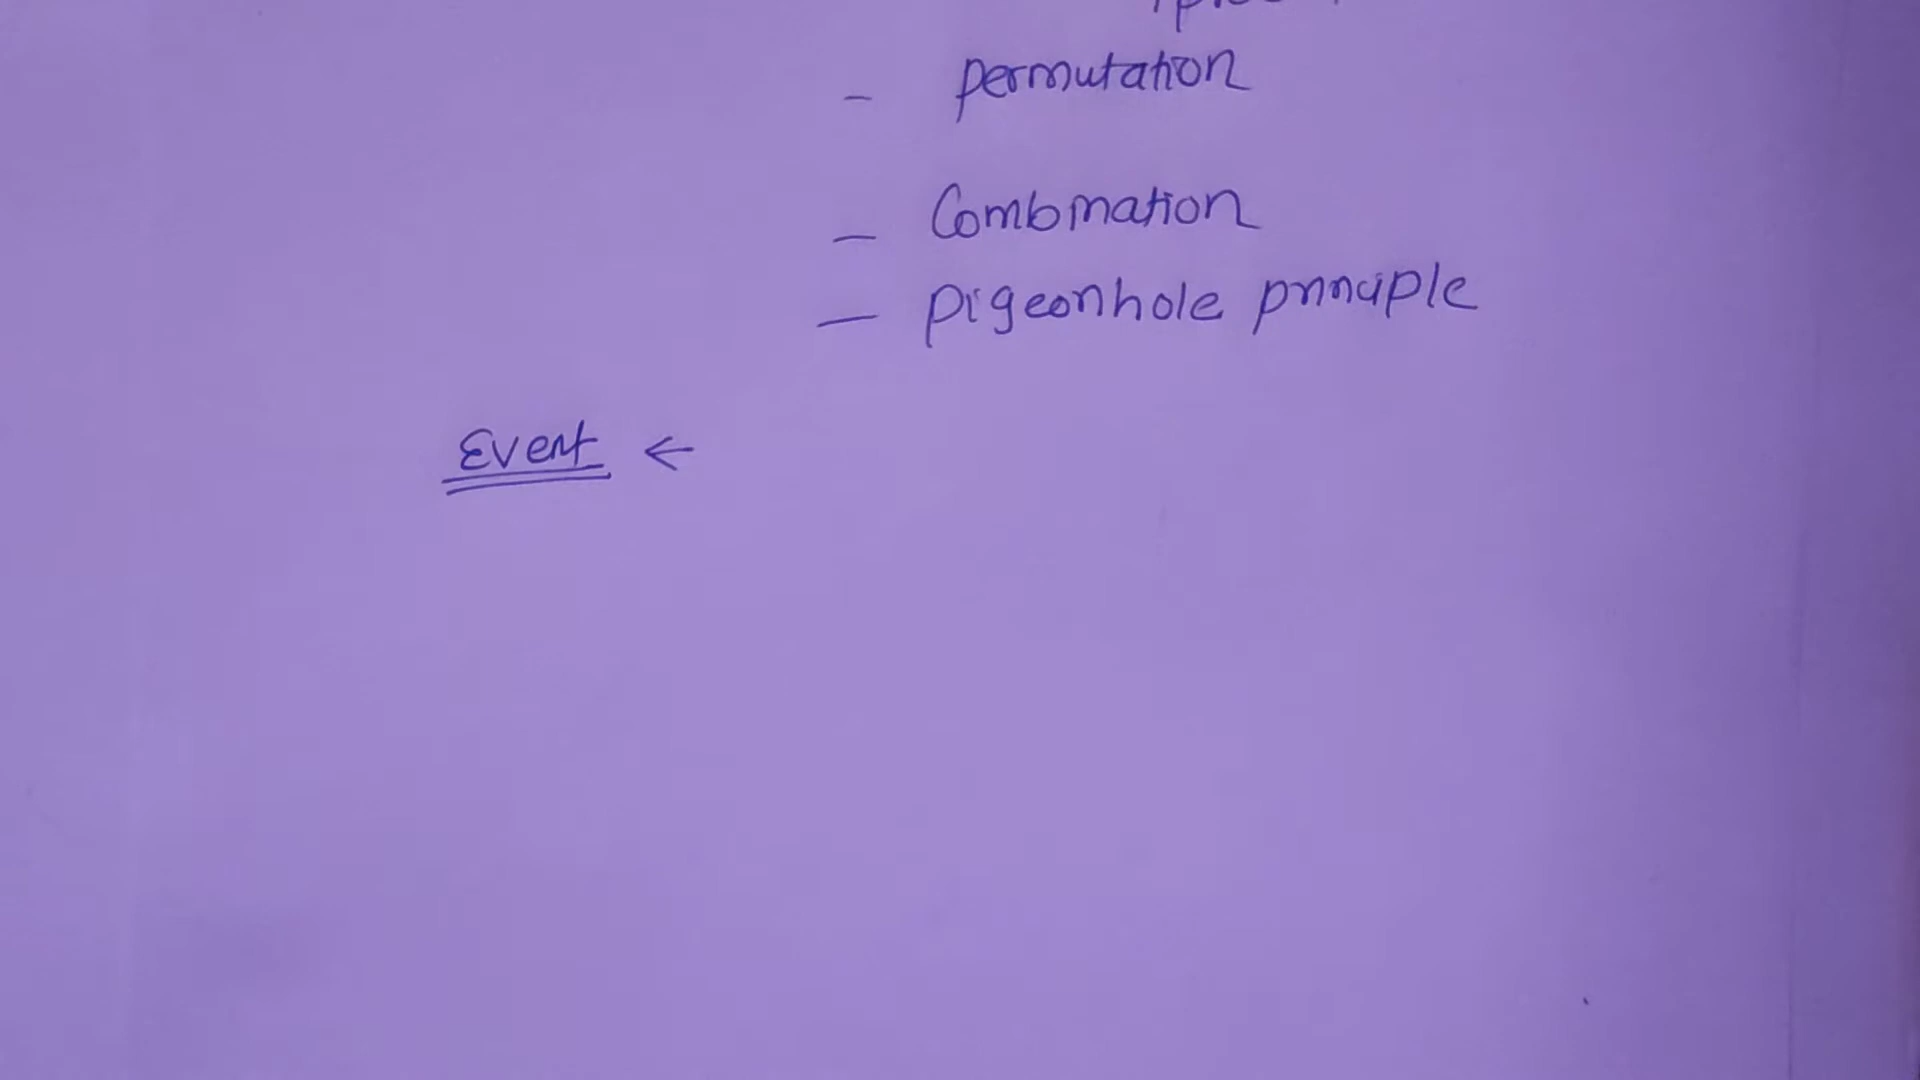 - permutation
- Combination
- pigeonhole principle
Event ←